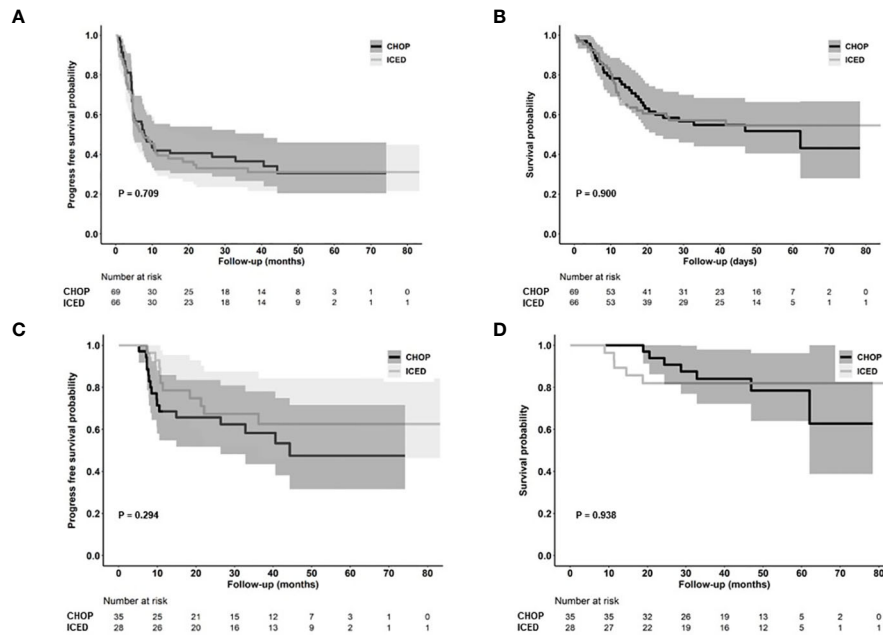 A
Progress free survival probability
1.0
0.8
0.6
0.4
0.2
0.0
CHOP
ICED
P = 0.709
0 10 20 30 40 50 60 70 80
Follow-up (months)
Number at risk
CHOP 69 30 25 18 14 8 3 1 0
ICED 66 30 23 18 14 9 2 1 1
B
Survival probability
1.0
0.8
0.6
0.4
0.2
0.0
CHOP
ICED
P = 0.900
0 10 20 30 40 50 60 70 80
Follow-up (days)
Number at risk
CHOP 69 53 41 31 23 16 7 2 0
ICED 66 53 39 29 25 14 5 1 1
C
Progress free survival probability
1.0
0.8
0.6
0.4
0.2
0.0
CHOP
ICED
P = 0.294
0 10 20 30 40 50 60 70 80
Follow-up (months)
Number at risk
CHOP 35 25 21 15 12 7 3 1 0
ICED 28 26 20 16 13 9 2 1 1
D
Survival probability
1.0
0.8
0.6
0.4
0.2
0.0
CHOP
ICED
P = 0.938
0 10 20 30 40 50 60 70 80
Follow-up (months)
Number at risk
CHOP 35 35 32 26 19 13 5 2 0
ICED 28 27 22 19 16 12 5 1 1